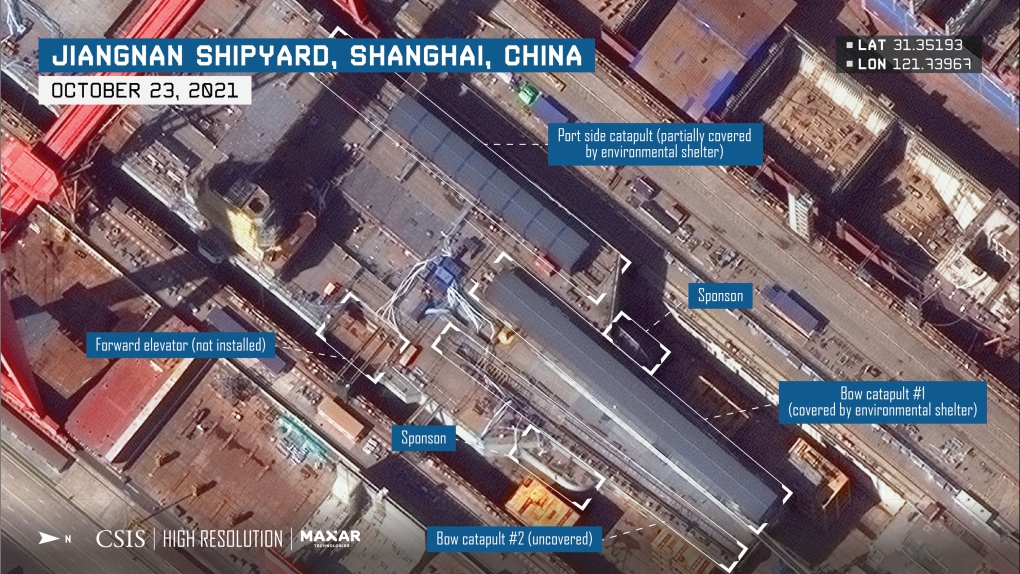 JIANGNAN SHIPYARD, SHANGHAI, CHINA
OCTOBER 23, 2021
LAT 31.35193
LON 121.73967
Port side catapult (partially covered
by environmental shelter)
Sponson
Forward elevator (not installed)
Bow catapult #1
(covered by environmental shelter)
Sponson
Bow catapult #2 (uncovered)
N
CSIS | HIGH RESOLUTION | MAXAR
TECHNOLOGIES